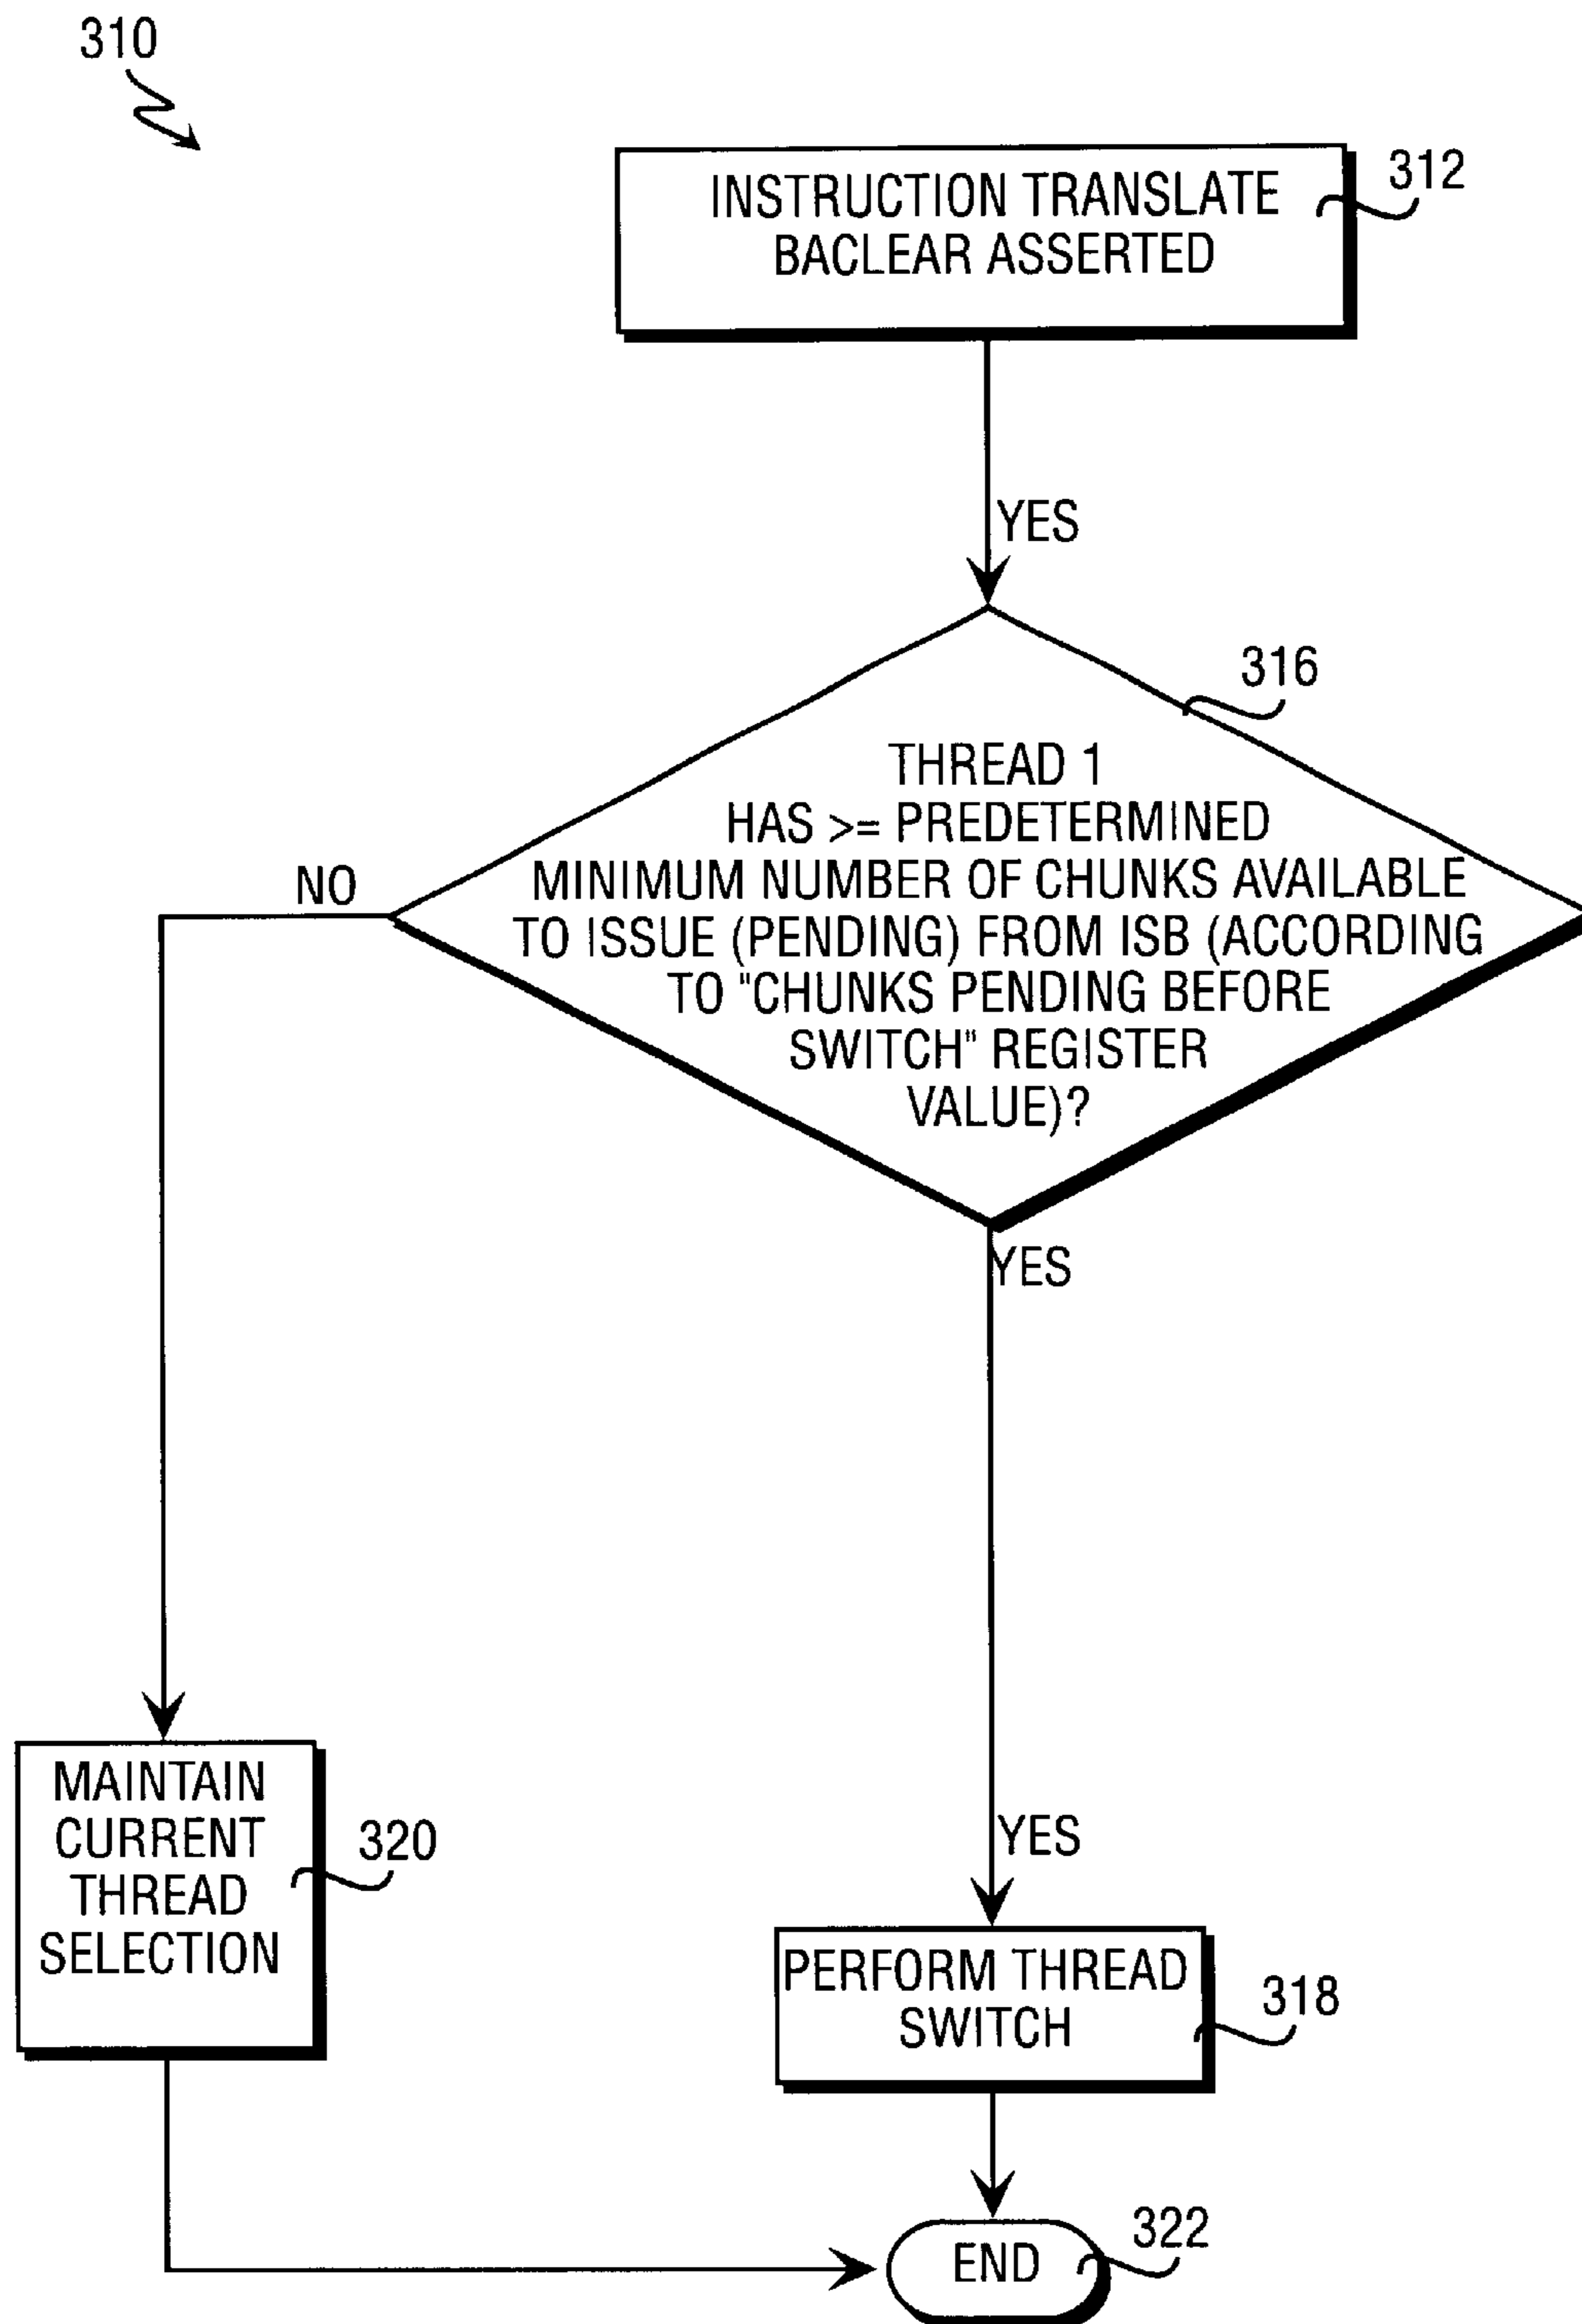 310
INSTRUCTION TRANSLATE
BACLEAR ASSERTED
312
YES
316
THREAD 1
HAS >= PREDETERMINED
MINIMUM NUMBER OF CHUNKS AVAILABLE
TO ISSUE (PENDING) FROM ISB (ACCORDING
TO "CHUNKS PENDING BEFORE
SWITCH" REGISTER
VALUE)?
NO
YES
MAINTAIN
CURRENT
THREAD
SELECTION
320
YES
PERFORM THREAD
SWITCH
318
END
322